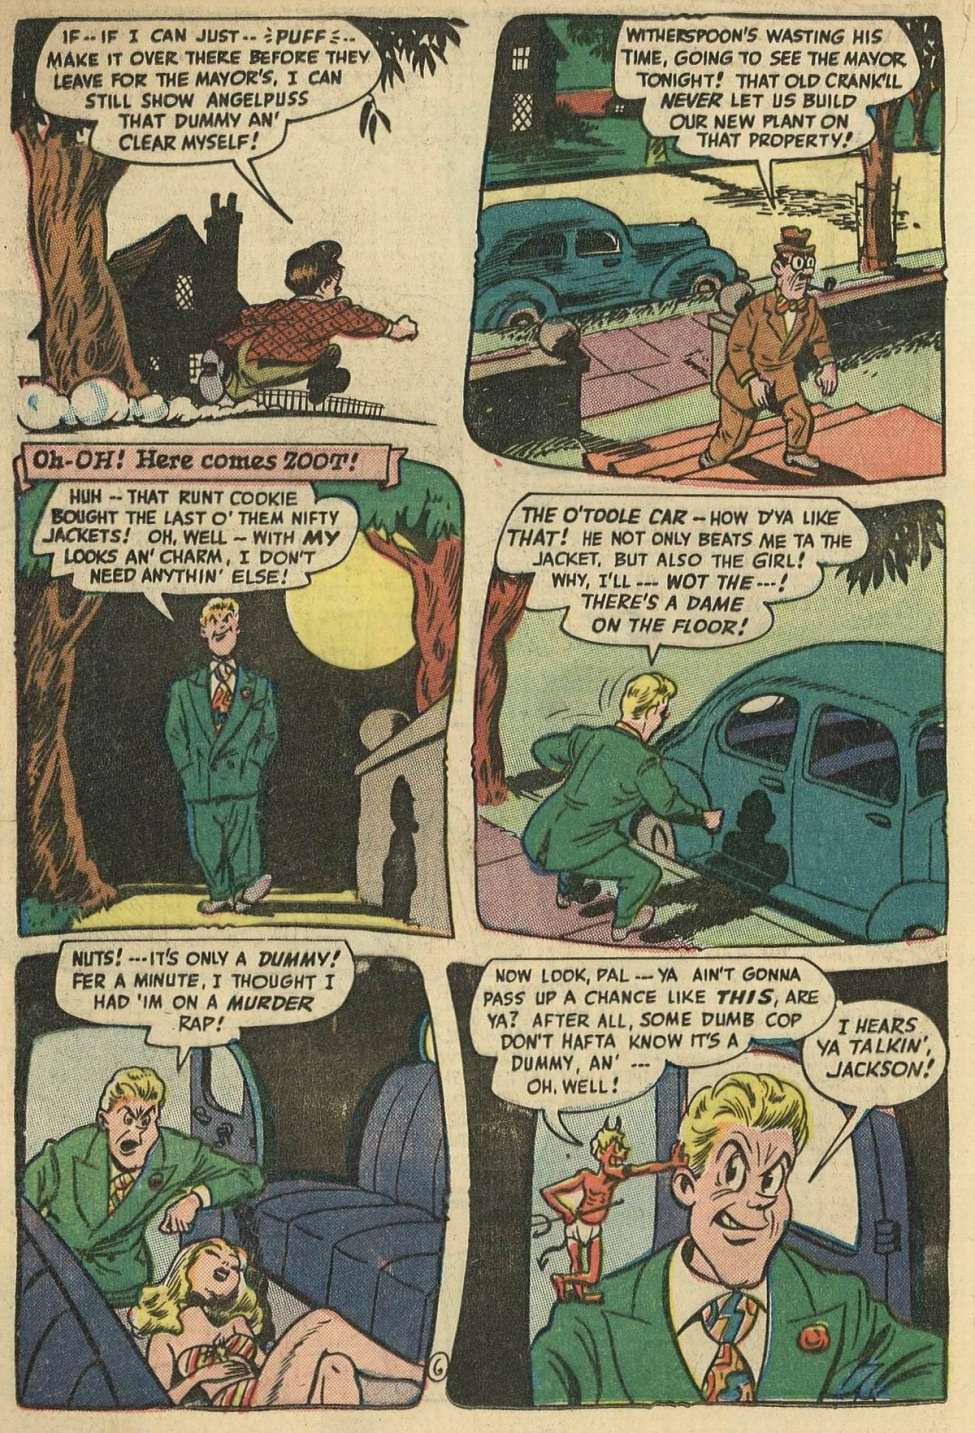 IF -- IF I CAN JUST -- PUFF --
MAKE IT OVER THERE BEFORE THEY
LEAVE FOR THE MAYOR'S, I CAN
STILL SHOW ANGELPUSS
THAT DUMMY AN'
CLEAR MYSELF!
WITHERSPOON'S WASTING HIS
TIME, GOING TO SEE THE MAYOR
TONIGHT! THAT OLD CRANK'LL
NEVER LET US BUILD
OUR NEW PLANT ON
THAT PROPERTY!
Oh-OH! Here comes ZOOT!
HUH -- THAT RUNT COOKIE
BOUGHT THE LAST O' THEM NIFTY
JACKETS! OH, WELL - WITH MY
LOOKS AN' CHARM, I DON'T
NEED ANYTHIN' ELSE!
THE O'TOOLE CAR - HOW D'YA LIKE
THAT! HE NOT ONLY BEATS ME TA THE
JACKET, BUT ALSO THE GIRL!
WHY, I'LL --- WOT THE ---!
THERE'S A DAME
ON THE FLOOR!
NUTS! --- IT'S ONLY A DUMMY!
FER A MINUTE, I THOUGHT I
HAD 'IM ON A MURDER
RAP!
6
NOW LOOK, PAL -- YA AIN'T GONNA
PASS UP A CHANCE LIKE THIS, ARE
YA? AFTER ALL, SOME DUMB COP
DON'T HAFTA KNOW IT'S A
DUMMY, AN' ---
OH, WELL!
I HEARS
YA TALKIN',
JACKSON!